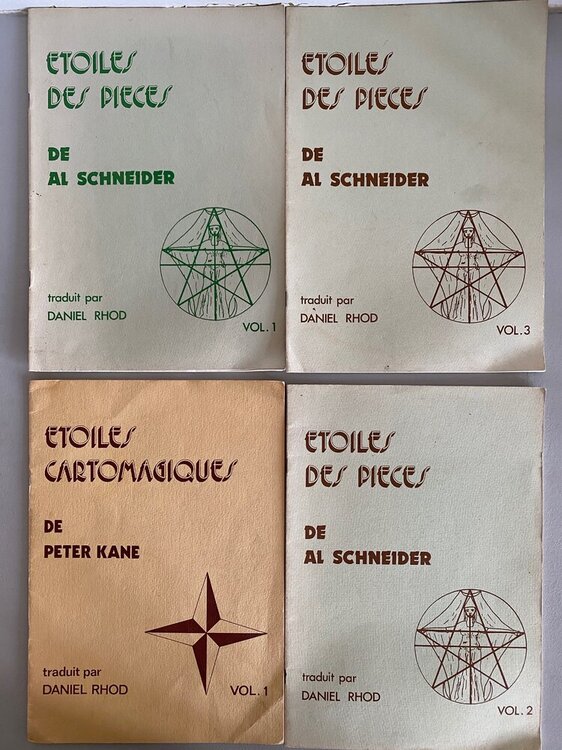 ETOILES
DES PIECES
DE
AL SCHNEIDER
traduit par
DANIEL RHOD
VOL. 1
ETOILES
DES PIECES
DE
AL SCHNEIDER
traduit par
DANIEL RHOD
VOL. 3
ETOILES
CARTOMAGIQUES
DE
PETER KANE
traduit par
DANIEL RHOD
VOL. 1
ETOILES
DES PIECES
DE
AL SCHNEIDER
traduit par
DANIEL RHOD
VOL. 2